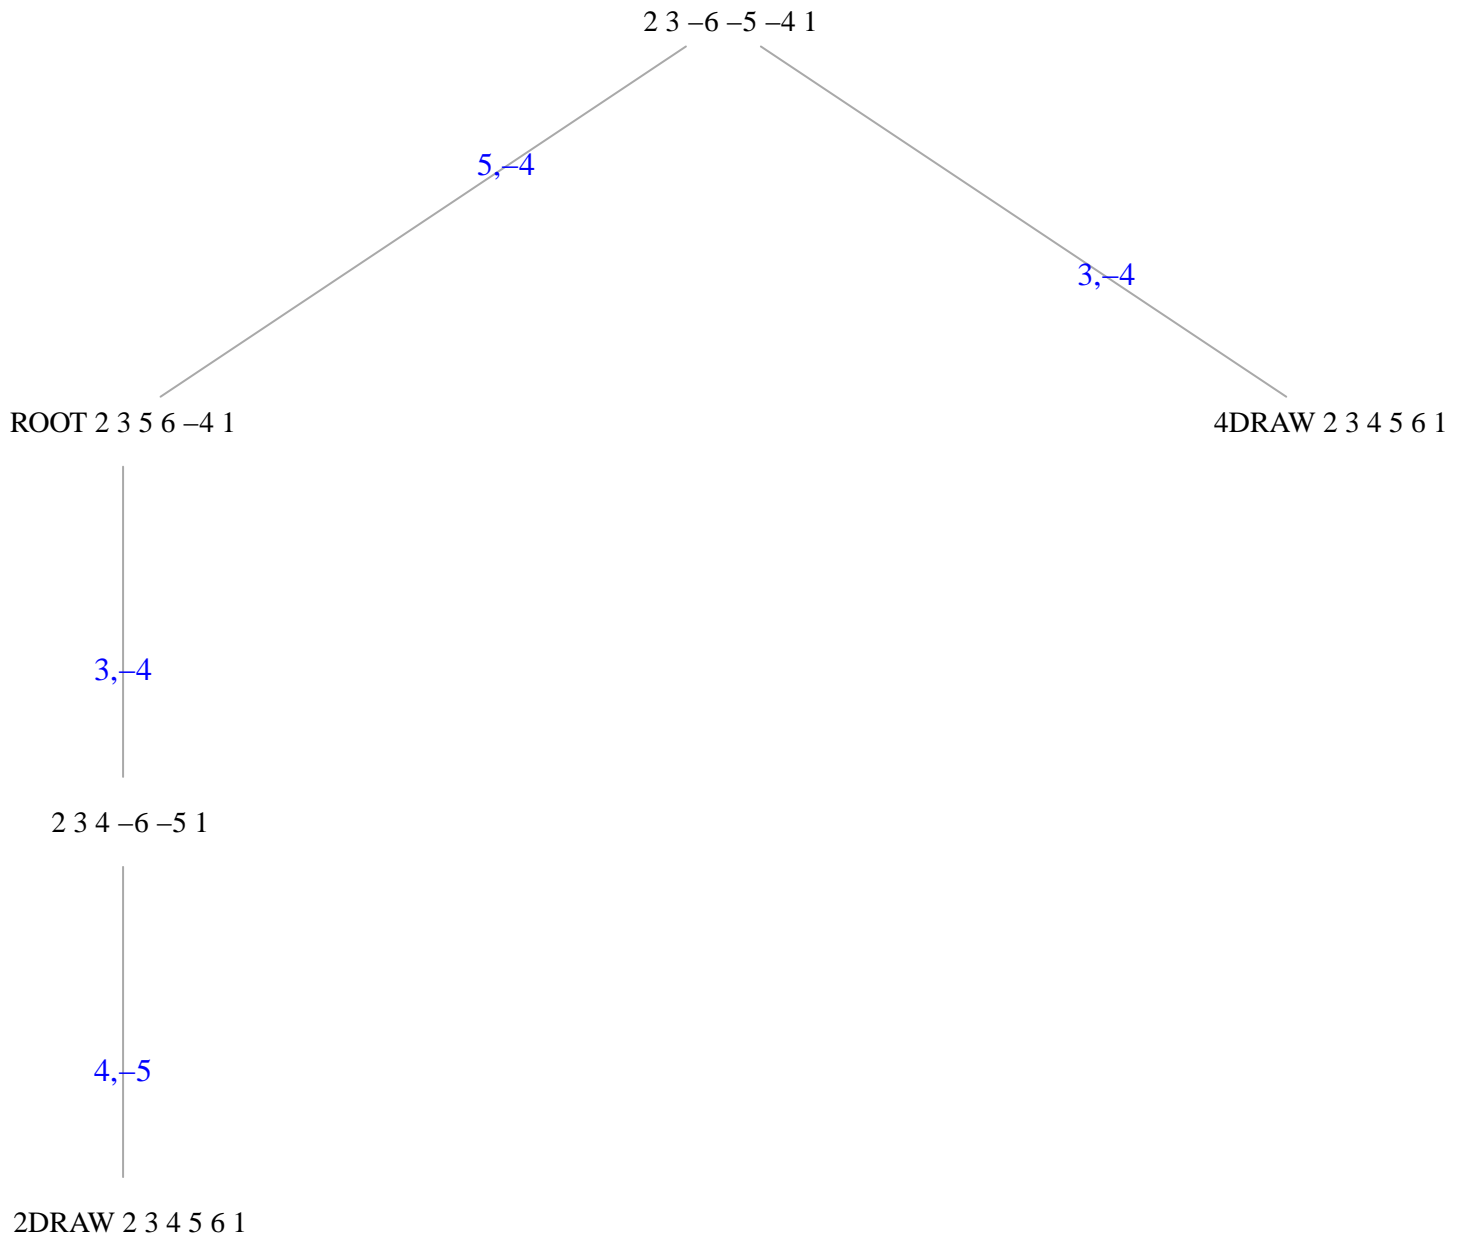 2 3 –6 –5 –4 1
5,–4
3,–4
ROOT 2 3 5 6 –4 1
4DRAW 2 3 4 5 6 1
3,–4
2 3 4 –6 –5 1
4,–5
2DRAW 2 3 4 5 6 1